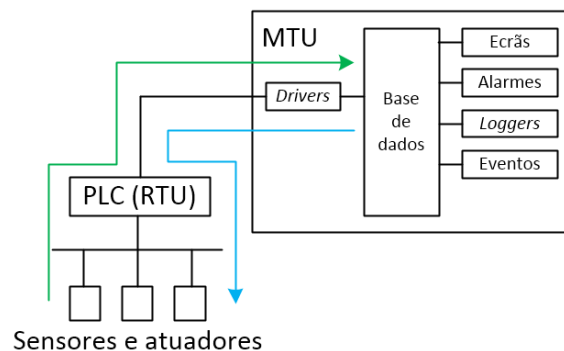 MTU
Ecrãs
Drivers
Base
de
dados
Alarmes
Loggers
Eventos
PLC (RTU)
Sensores e atuadores